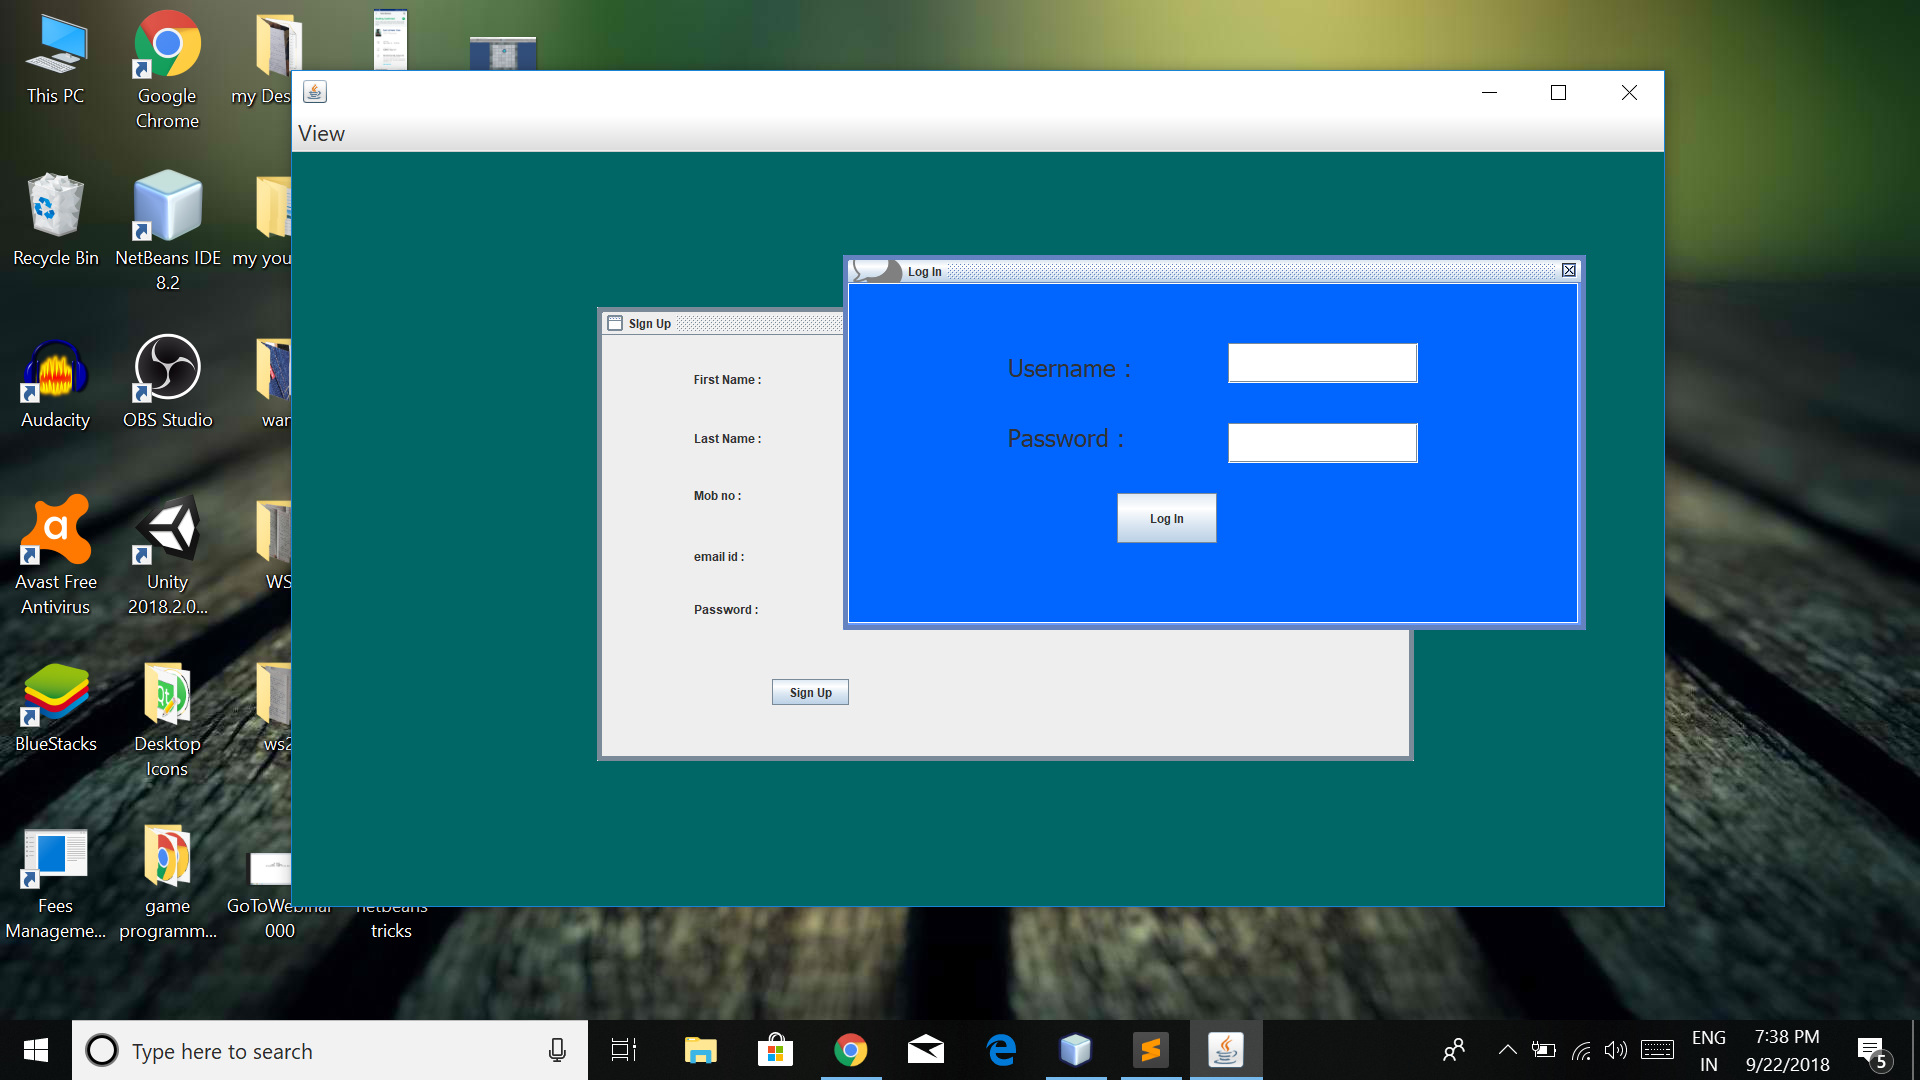 This PC
Google
Chrome
my Des
Recycle Bin
NetBeans IDE
8.2
my you
Audacity
OBS Studio
war
Avast Free
Antivirus
Unity
2018.2.0...
WS
BlueStacks
Desktop
Icons
ws2
Fees
Manageme...
game
programm...
GoToWebinar
000
netbeans
tricks
View
SIgn Up
First Name :
Last Name :
Mob no :
email id :
Password :
Sign Up
Log In
Username :
Password :
Log In
Type here to search
ENG
IN
7:38 PM
9/22/2018
5